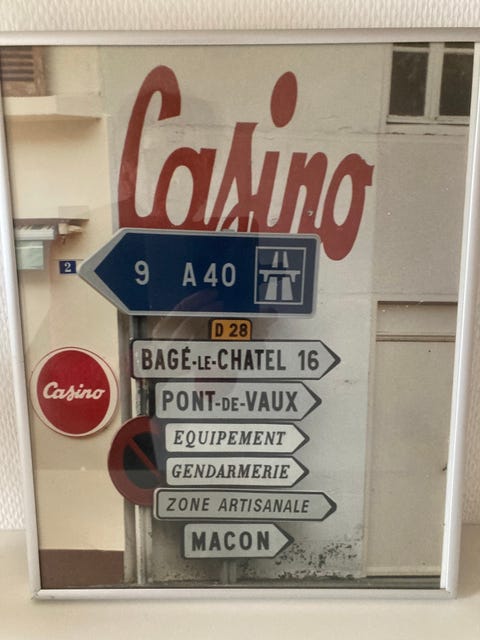 Casino
9 A40
2
D 28
BAGÉ-LE-CHATEL 16
Casino
PONT-DE-VAUX
EQUIPEMENT
GENDARMERIE
ZONE ARTISANALE
MACON